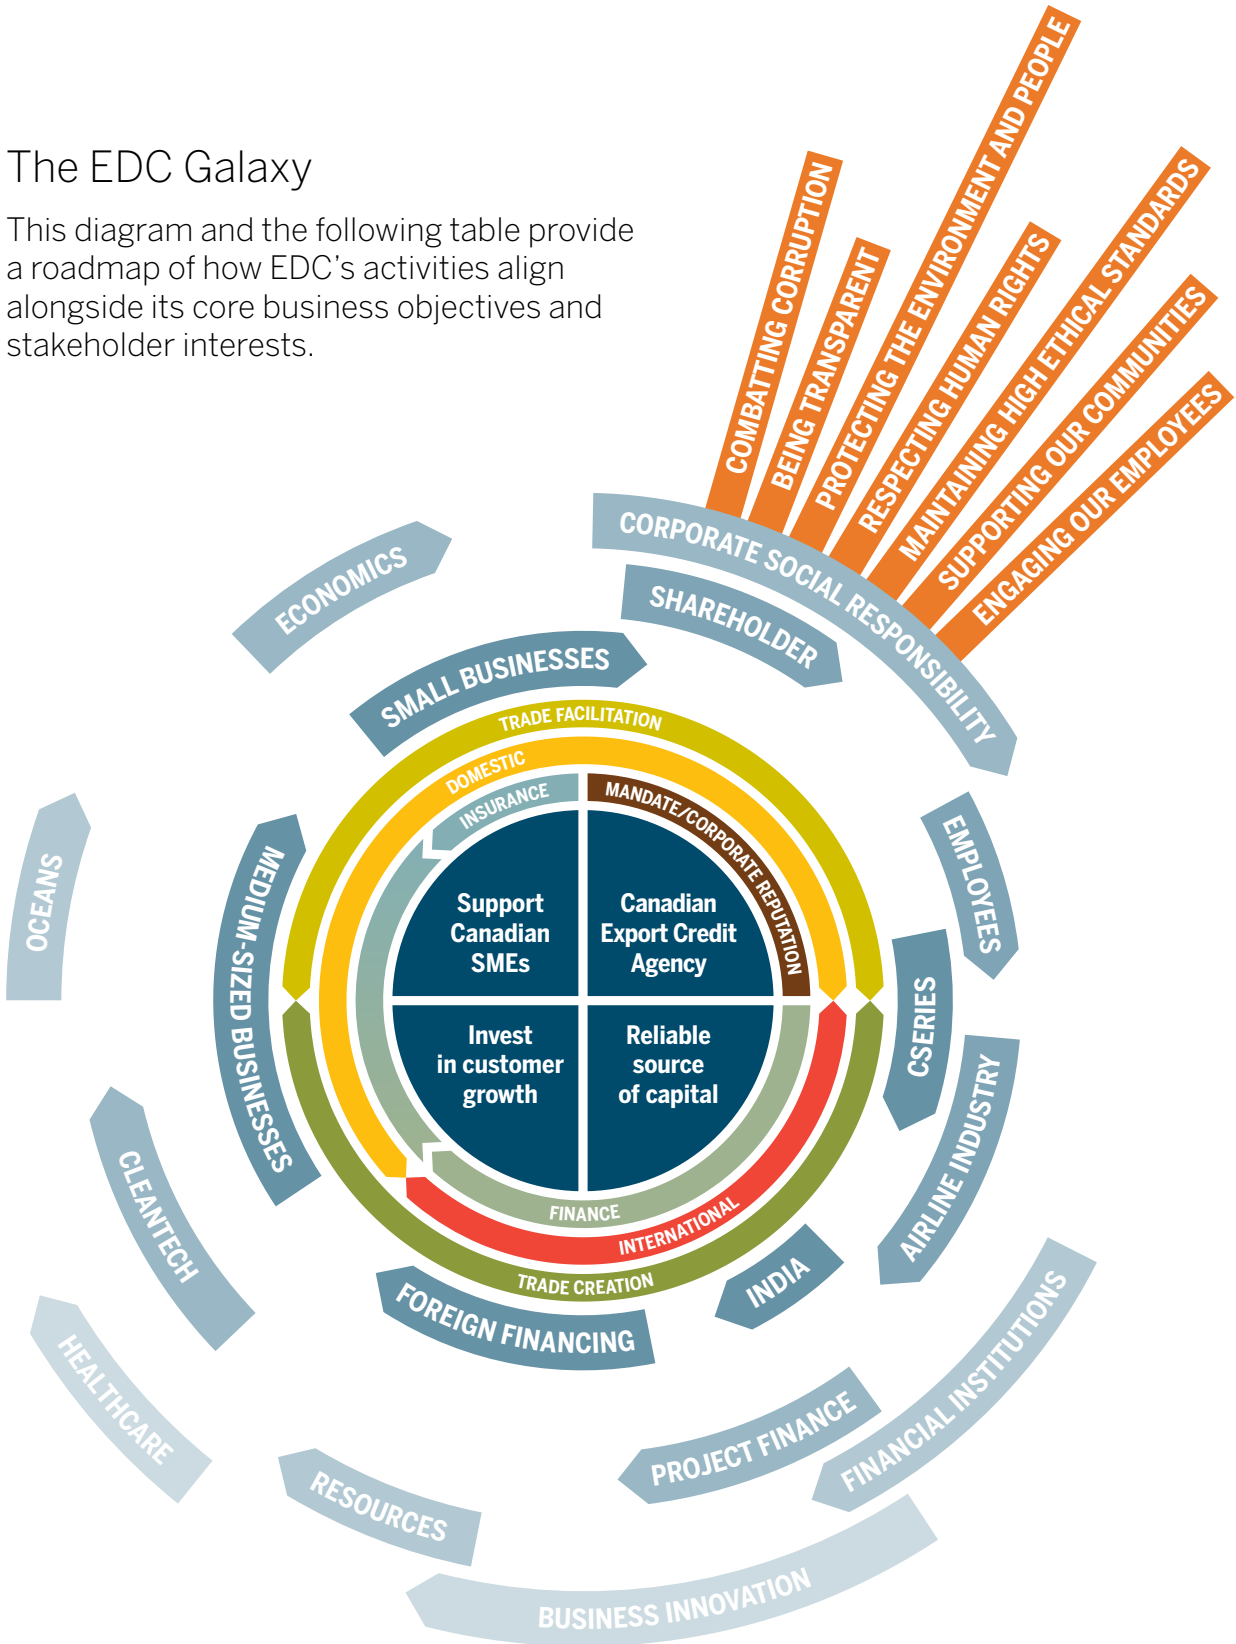 The EDC Galaxy
This diagram and the following table provide
a roadmap of how EDC's activities align
alongside its core business objectives and
stakeholder interests.
COMBATTING CORRUPTION
BEING TRANSPARENT
PROTECTING THE ENVIRONMENT AND PEOPLE
RESPECTING HUMAN RIGHTS
MAINTAINING HIGH ETHICAL STANDARDS
SUPPORTING OUR COMMUNITIES
ENGAGING OUR EMPLOYEES
CORPORATE SOCIAL RESPONSIBILITY
ECONOMICS
SHAREHOLDER
SMALL BUSINESSES
TRADE FACILITATION
DOMESTIC
INSURANCE
MANDATE/CORPORATE REPUTATION
OCEANS
MEDIUM-SIZED BUSINESSES
EMPLOYEES
Support
Canadian
SMEs
Canadian
Export Credit
Agency
CSERIES
Invest
in customer
growth
Reliable
source
of capital
AIRLINE INDUSTRY
CLEANTECH
FINANCE
INTERNATIONAL
TRADE CREATION
INDIA
FOREIGN FINANCING
HEALTHCARE
FINANCIAL INSTITUTIONS
PROJECT FINANCE
RESOURCES
BUSINESS INNOVATION